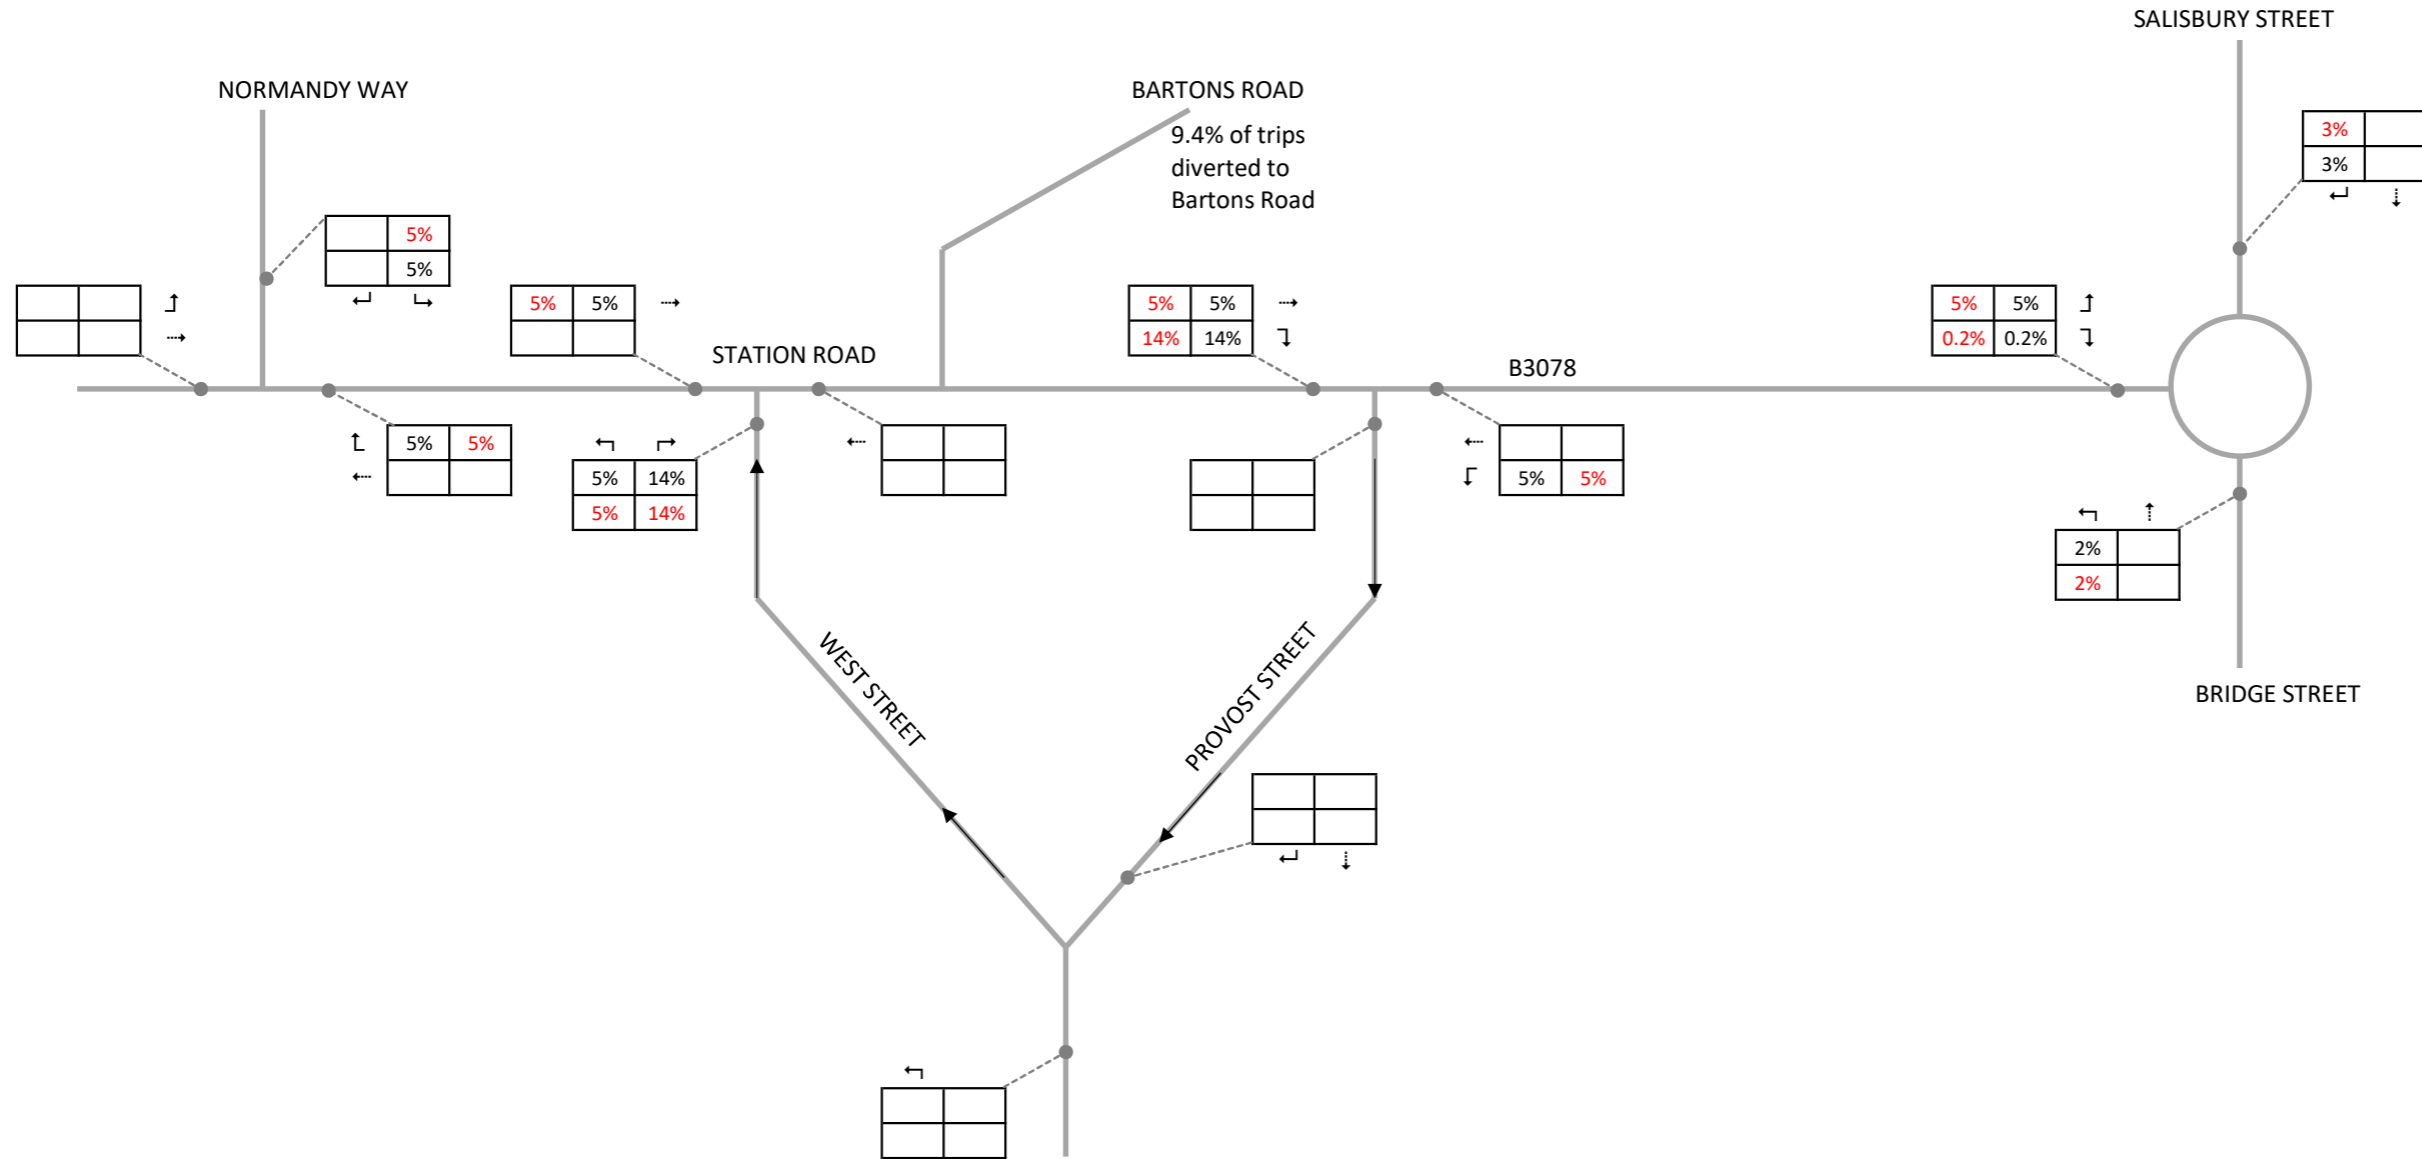 SALISBURY STREET
NORMANDY WAY
BARTONS ROAD
9.4% of trips
diverted to
Bartons Road
3%
3%
5%
5%
5% 5%
5% 5%
14% 14%
5% 5%
0.2% 0.2%
STATION ROAD
B3078
5% 5%
5% 14%
5% 14%
5% 5%
2%
2%
WEST STREET
PROVOST STREET
BRIDGE STREET